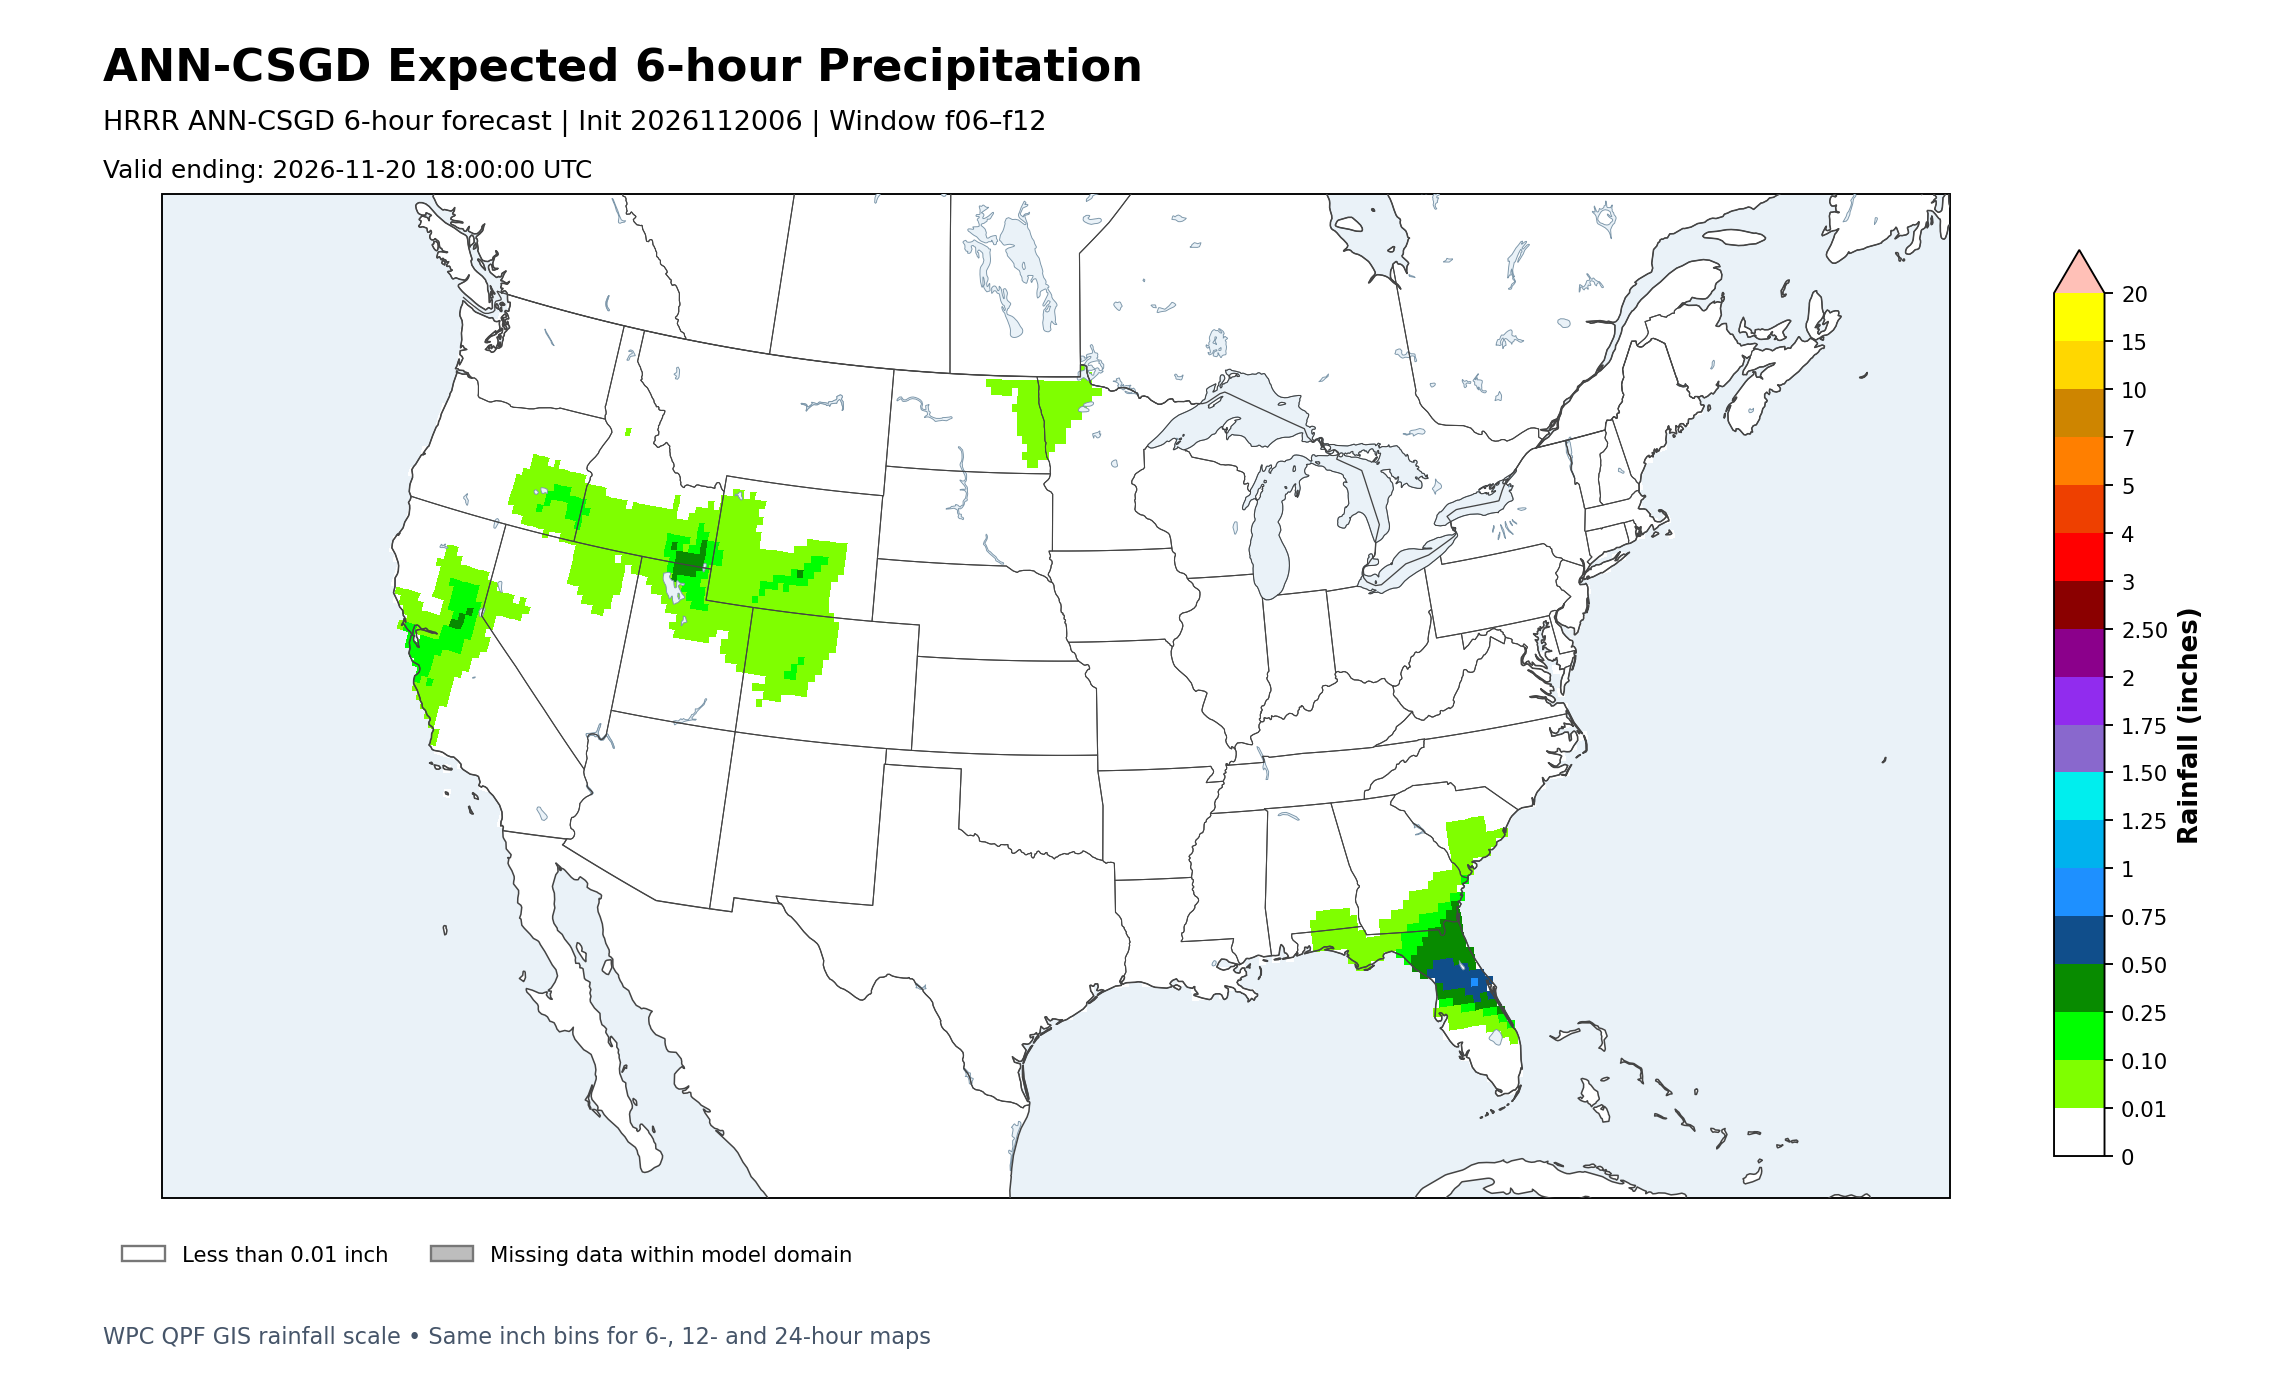 ANN-CSGD Expected 6-hour Precipitation
HRRR ANN-CSGD 6-hour forecast | Init 2026112006 | Window f06–f12
Valid ending: 2026-11-20 18:00:00 UTC
20
15
10
7
5
4
3
2.50
2
1.75
1.50
1.25
1
0.75
0.50
0.25
0.10
0.01
0
Rainfall (inches)
Less than 0.01 inch
Missing data within model domain
WPC QPF GIS rainfall scale • Same inch bins for 6-, 12- and 24-hour maps